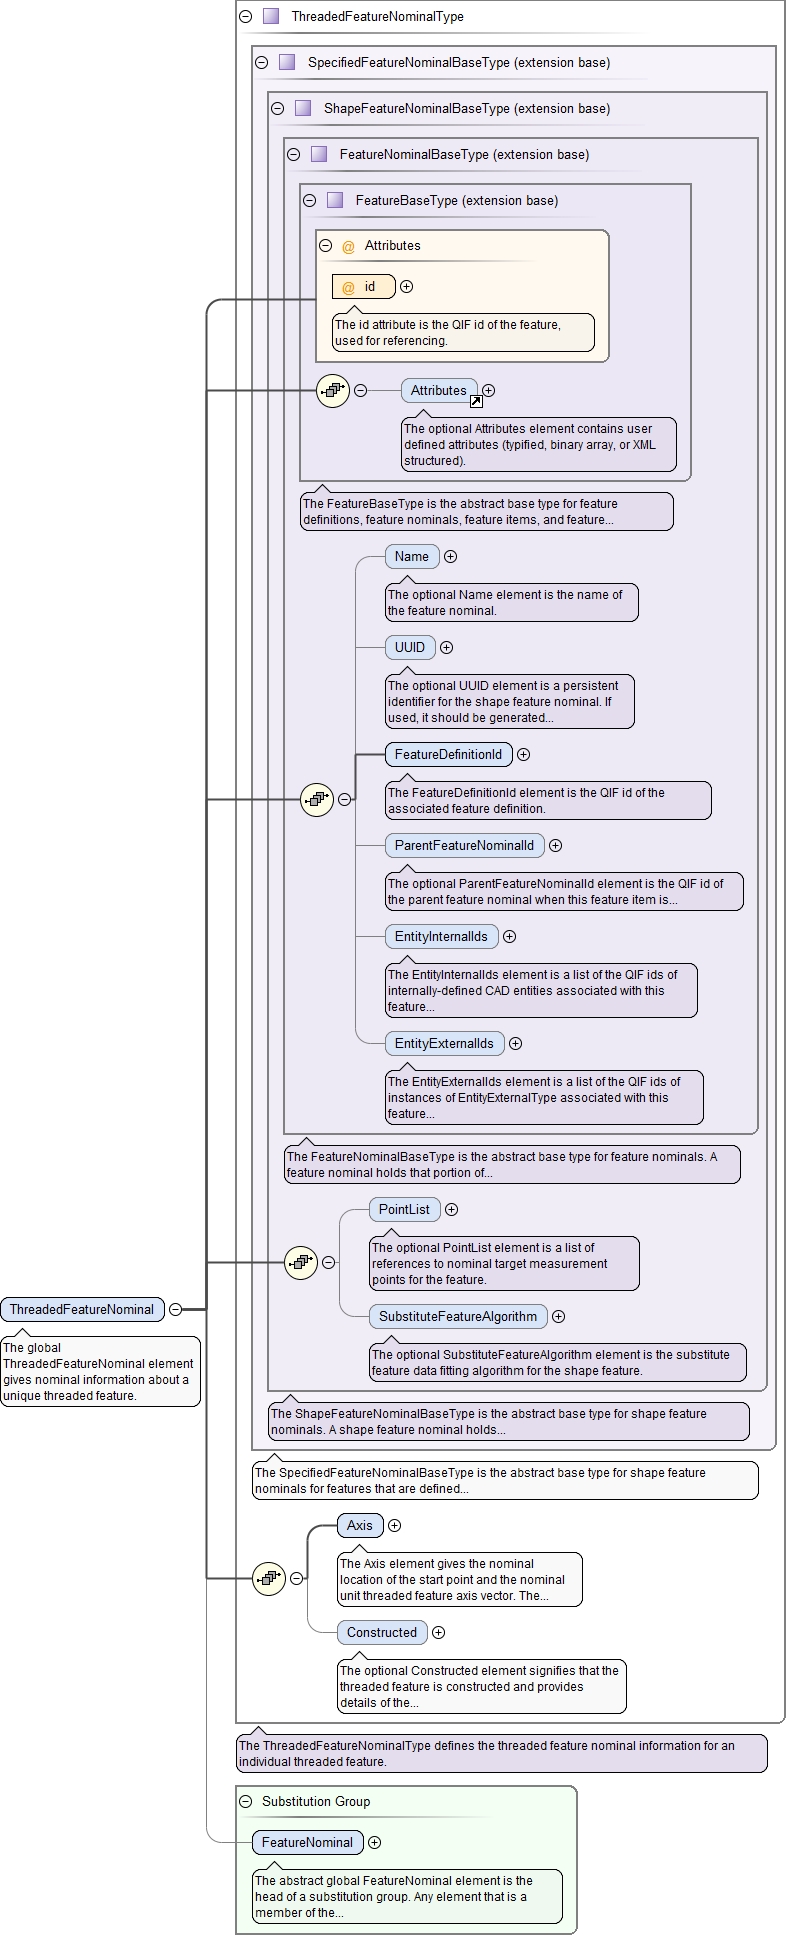 ThreadedFeatureNominalType
SpecifiedFeatureNominalBaseType (extension base)
ShapeFeatureNominalBaseType (extension base)
FeatureNominalBaseType (extension base)
FeatureBaseType (extension base)
@ Attributes
@ id
The id attribute is the QIF id of the feature,
used for referencing.
Attributes
The optional Attributes element contains user
defined attributes (typified, binary array, or XML
structured).
The FeatureBaseType is the abstract base type for feature
definitions, feature nominals, feature items, and feature...
Name
The optional Name element is the name of
the feature nominal.
UUID
The optional UUID element is a persistent
identifier for the shape feature nominal. If
used, it should be generated...
FeatureDefinitionId
The FeatureDefinitionId element is the QIF id of the
associated feature definition.
ParentFeatureNominalId
The optional ParentFeatureNominalId element is the QIF id of
the parent feature nominal when this feature item is...
EntityInternalIds
The EntityInternalIds element is a list of the QIF ids of
internally-defined CAD entities associated with this
feature...
EntityExternalIds
The EntityExternalIds element is a list of the QIF ids of
instances of EntityExternalType associated with this
feature...
The FeatureNominalBaseType is the abstract base type for feature nominals. A
feature nominal holds that portion of...
PointList
The optional PointList element is a list of
references to nominal target measurement
points for the feature.
SubstituteFeatureAlgorithm
The optional SubstituteFeatureAlgorithm element is the substitute
feature data fitting algorithm for the shape feature.
ThreadedFeatureNominal
The global
ThreadedFeatureNominal element
gives nominal information about a
unique threaded feature.
The ShapeFeatureNominalBaseType is the abstract base type for shape feature
nominals. A shape feature nominal holds...
The SpecifiedFeatureNominalBaseType is the abstract base type for shape feature
nominals for features that are defined...
Axis
The Axis element gives the nominal
location of the start point and the nominal
unit threaded feature axis vector. The...
Constructed
The optional Constructed element signifies that the
threaded feature is constructed and provides
details of the...
The ThreadedFeatureNominalType defines the threaded feature nominal information for an
individual threaded feature.
Substitution Group
FeatureNominal
The abstract global FeatureNominal element is the
head of a substitution group. Any element that is a
member of the...